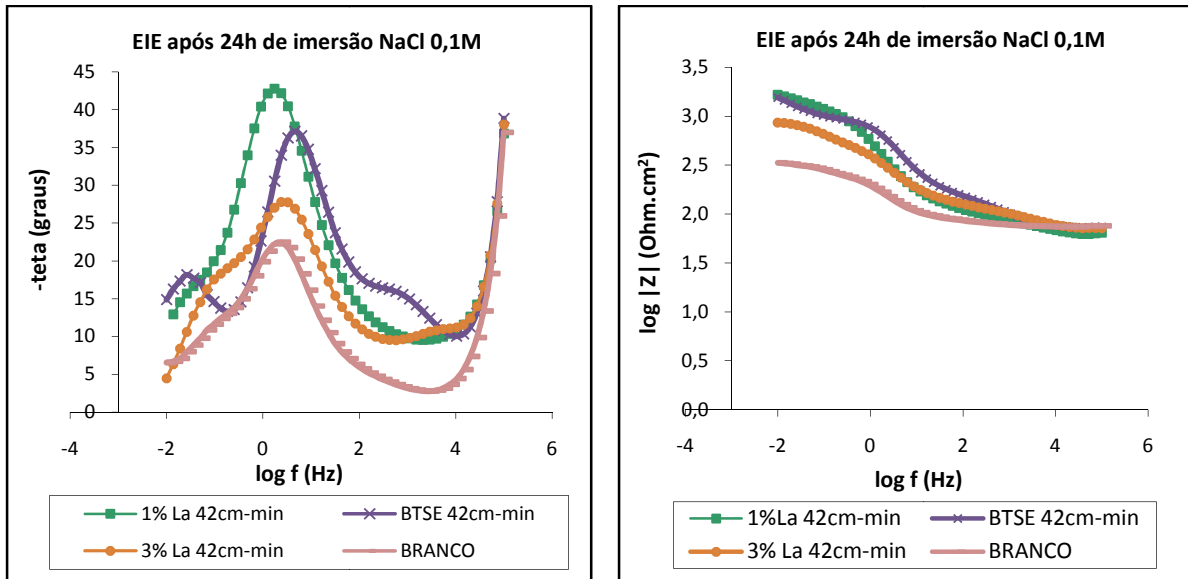 EIE após 24h de imersão NaCl 0,1M
-teta (graus)
45
40
35
30
25
20
15
10
5
0
-4
-2
0
2
4
6
log f (Hz)
1% La 42cm-min
BTSE 42cm-min
3% La 42cm-min
BRANCO
EIE após 24h de imersão NaCl 0,1M
log |Z| (Ohm.cm²)
3,5
3,0
2,5
2,0
1,5
1,0
0,5
0,0
-4
-2
0
2
4
6
log f (Hz)
1%La 42cm-min
BTSE 42cm-min
3% La 42cm-min
BRANCO